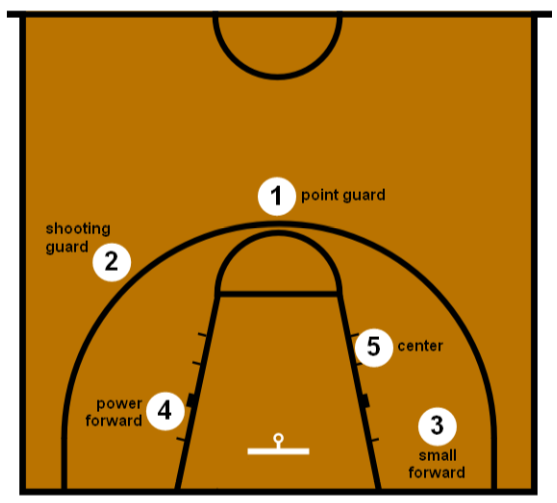 1 point guard
shooting
guard
2
5 center
power
forward
4
3
small
forward